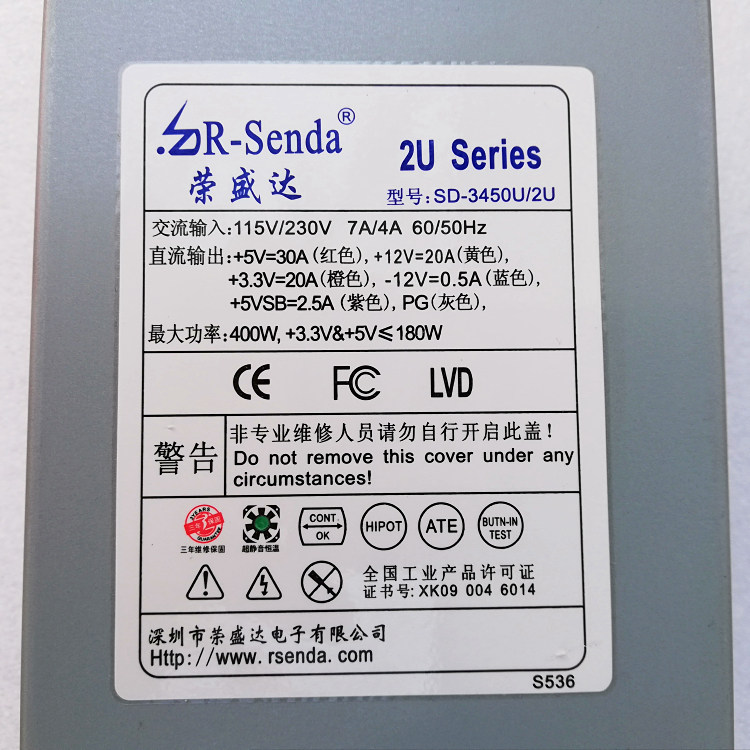 R-Senda®
荣盛达
2U Series
型号:SD-3450U/2U
交流输入:115V/230V 7A/4A 60/50Hz
直流输出:+5V=30A(红色),+12V=20A(黄色),
+3.3V=20A(橙色),-12V=0.5A(蓝色),
+5VSB=2.5A(紫色),PG(灰色),
最大功率:400W,+3.3V&+5V≤180W
CE FC LVD
警告
非专业维修人员请勿自行开启此盖!
Do not remove this cover under any
circumstances!
3YEARS
三年 保固
GUARANTEE
三年维修保固
超静音恒温
CONT
OK
HIPOT
ATE
BUTN-IN
TEST
全国工业产品许可证
证书号:XK09 004 6014
深圳市荣盛达电子有限公司
Http://www.rsenda.com
S536